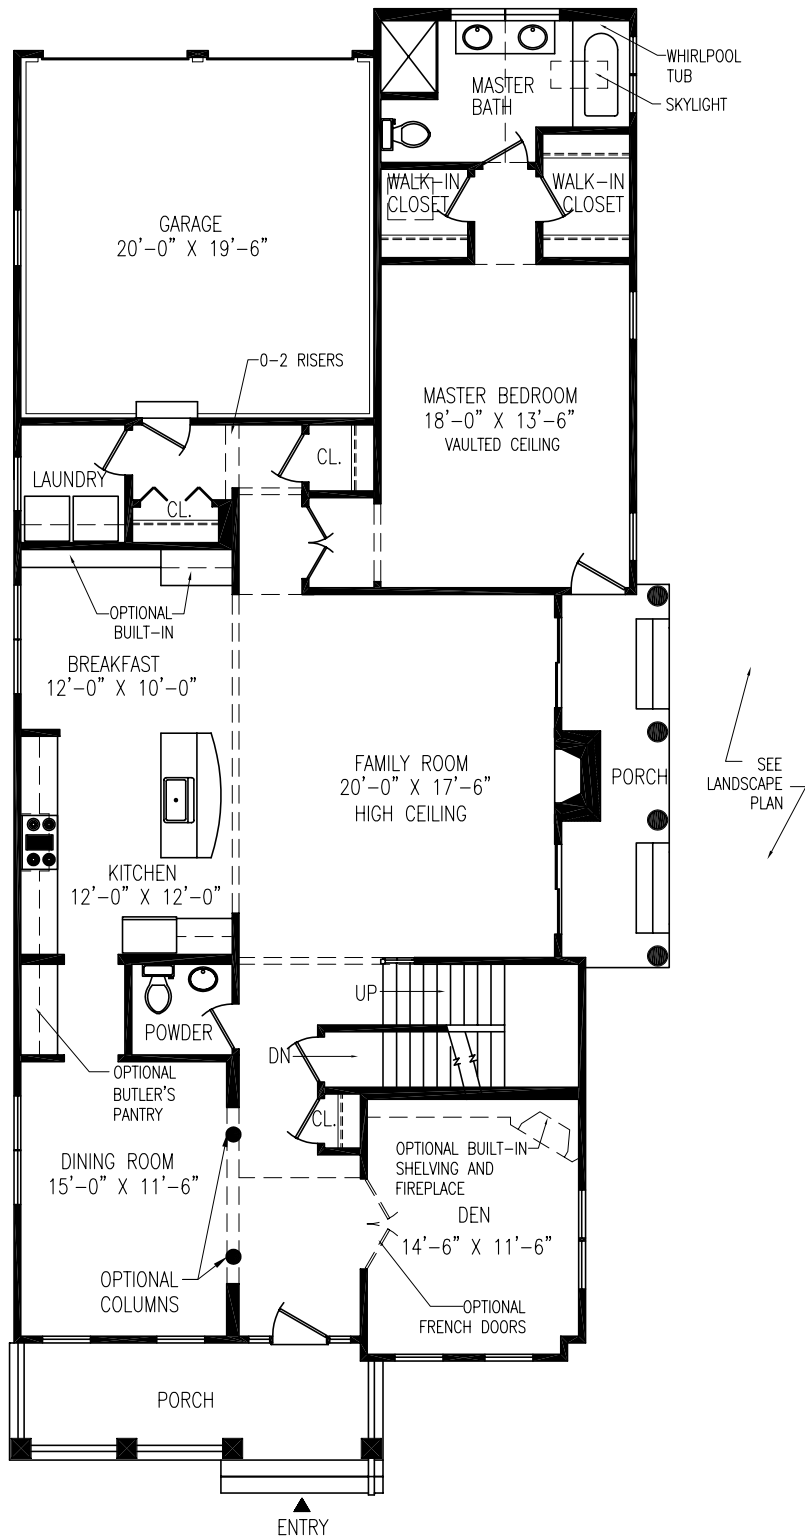 WHIRLPOOL
TUB
MASTER
BATH
SKYLIGHT
WALK-IN
CLOSET
WALK-IN
CLOSET
GARAGE
20'-0" X 19'-6"
0-2 RISERS
MASTER BEDROOM
18'-0" X 13'-6"
VAULTED CEILING
CL.
LAUNDRY
CL.
OPTIONAL
BUILT-IN
BREAKFAST
12'-0" X 10'-0"
FAMILY ROOM
20'-0" X 17'-6"
HIGH CEILING
PORCH
SEE
LANDSCAPE
PLAN
KITCHEN
12'-0" X 12'-0"
UP
POWDER
DN
OPTIONAL
BUTLER'S
PANTRY
CL.
OPTIONAL BUILT-IN
SHELVING AND
FIREPLACE
DINING ROOM
15'-0" X 11'-6"
DEN
14'-6" X 11'-6"
OPTIONAL
COLUMNS
OPTIONAL
FRENCH DOORS
PORCH
ENTRY